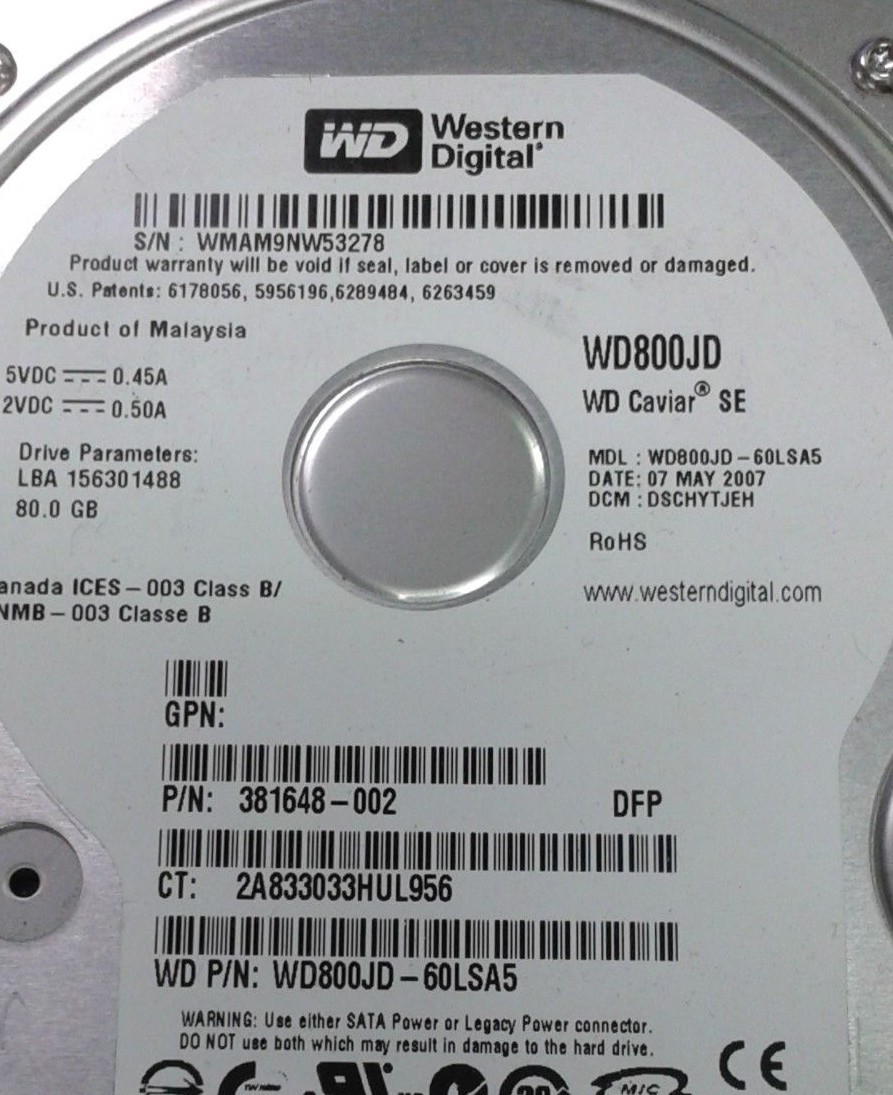 WD Western
Digital®
S/N : WMAM9NW53278
Product warranty will be void if seal, label or cover is removed or damaged.
U.S. Patents: 6178056, 5956196,6289484, 6263459
Product of Malaysia
5VDC 0.45A
2VDC 0.50A
Drive Parameters:
LBA 156301488
80.0 GB
anada ICES – 003 Class B/
NMB – 003 Classe B
WD800JD
WD Caviar® SE
MDL : WD800JD – 60LSA5
DATE: 07 MAY 2007
DCM : DSCHYTJEH
RoHS
www.westerndigital.com
GPN:
P/N: 381648 – 002 DFP
CT: 2A833033HUL956
WD P/N: WD800JD – 60LSA5
WARNING: Use either SATA Power or Legacy Power connector.
DO NOT use both which may result in damage to the hard drive.
CE
MIC